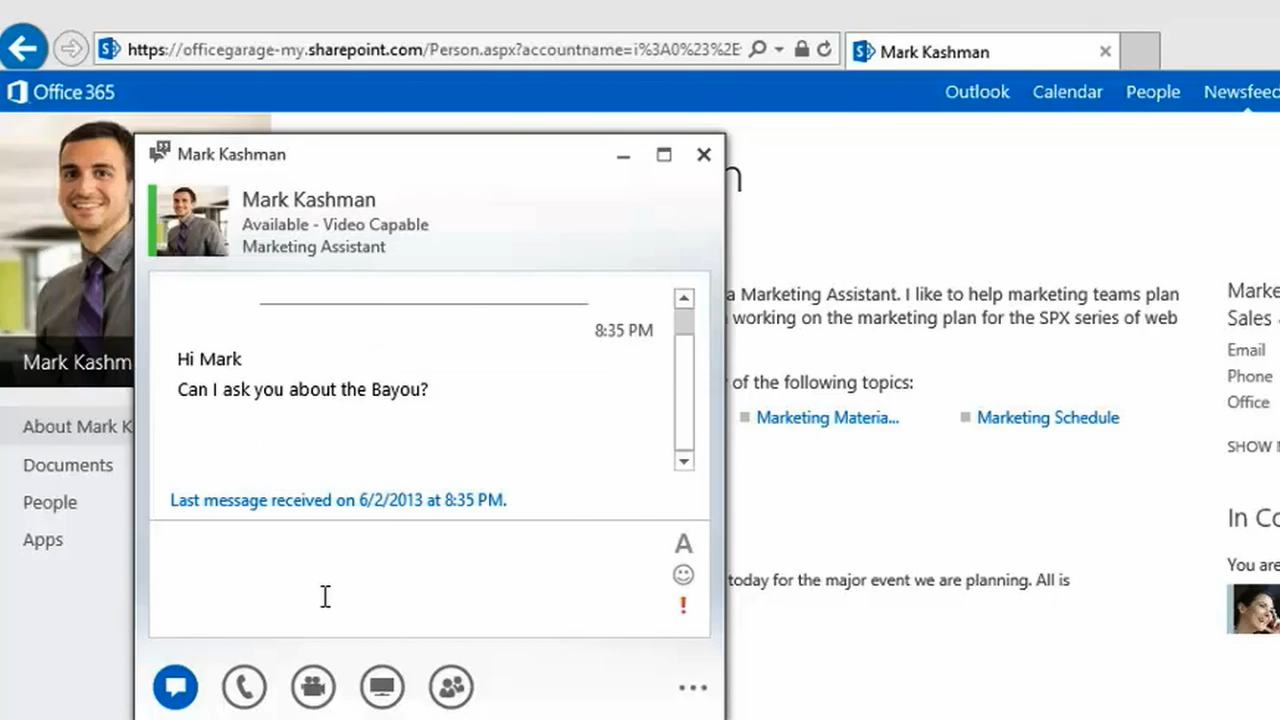 https://officegarage-my.sharepoint.com/Person.aspx?accountname=i%3A0%23%2E
Mark Kashman
Office 365
Outlook Calendar People Newsfeed
Mark Kashman
Mark Kashman
Available - Video Capable
Marketing Assistant
n
8:35 PM
Hi Mark
Can I ask you about the Bayou?
Last message received on 6/2/2013 at 8:35 PM.
A
Mark Kashm
About Mark K
Documents
People
Apps
a Marketing Assistant. I like to help marketing teams plan
working on the marketing plan for the SPX series of web
of the following topics:
Marketing Materia... Marketing Schedule
today for the major event we are planning. All is
Marke
Sales
Email
Phone
Office
SHOW
In Co
You are